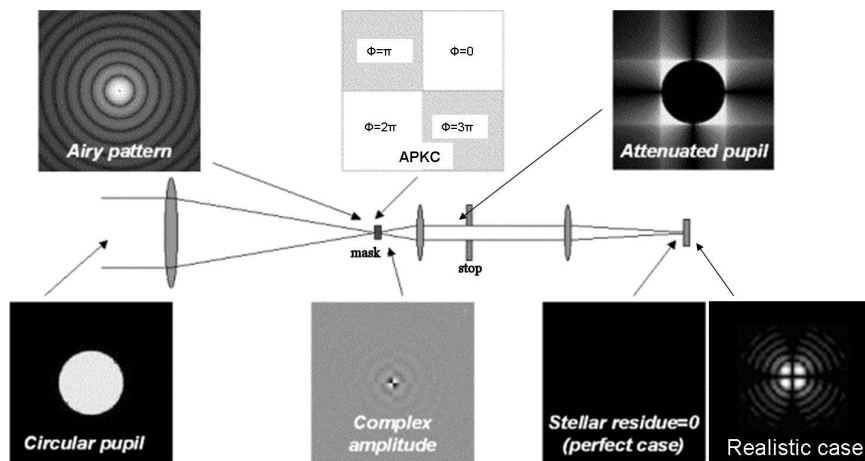 Airy pattern
Φ=π
Φ=0
Φ=2π
Φ=3π
APKC
Attenuated pupil
mask
stop
Circular pupil
Complex
amplitude
Stellar residue=0
(perfect case)
Realistic case